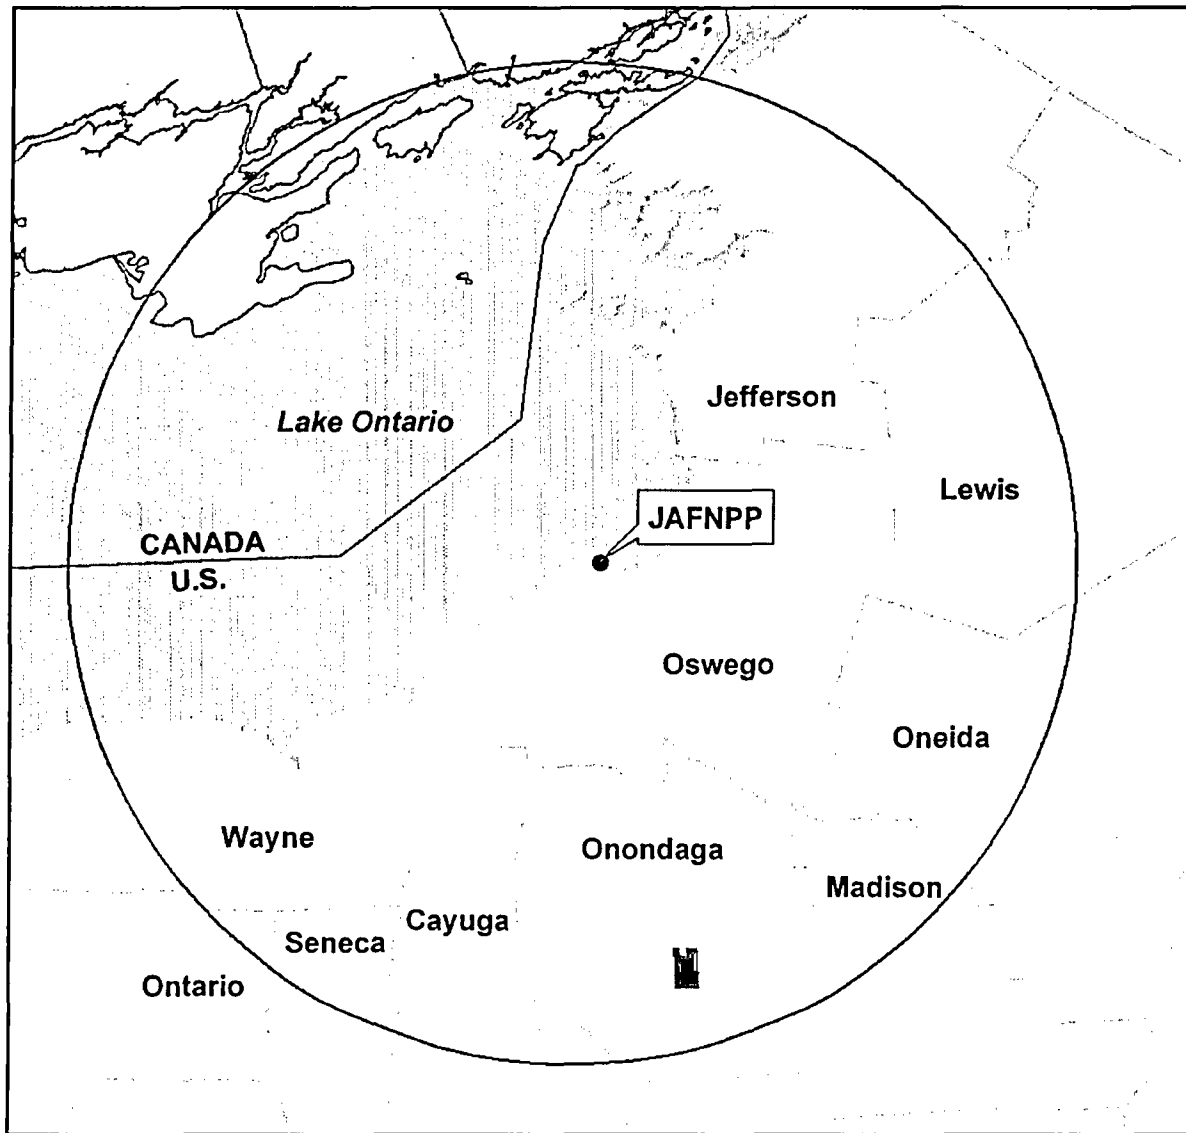 Jefferson
Lake Ontario
Lewis
JAFNPP
CANADA
U.S.
Oswego
Oneida
Wayne
Onondaga
Madison
Cayuga
Seneca
Ontario